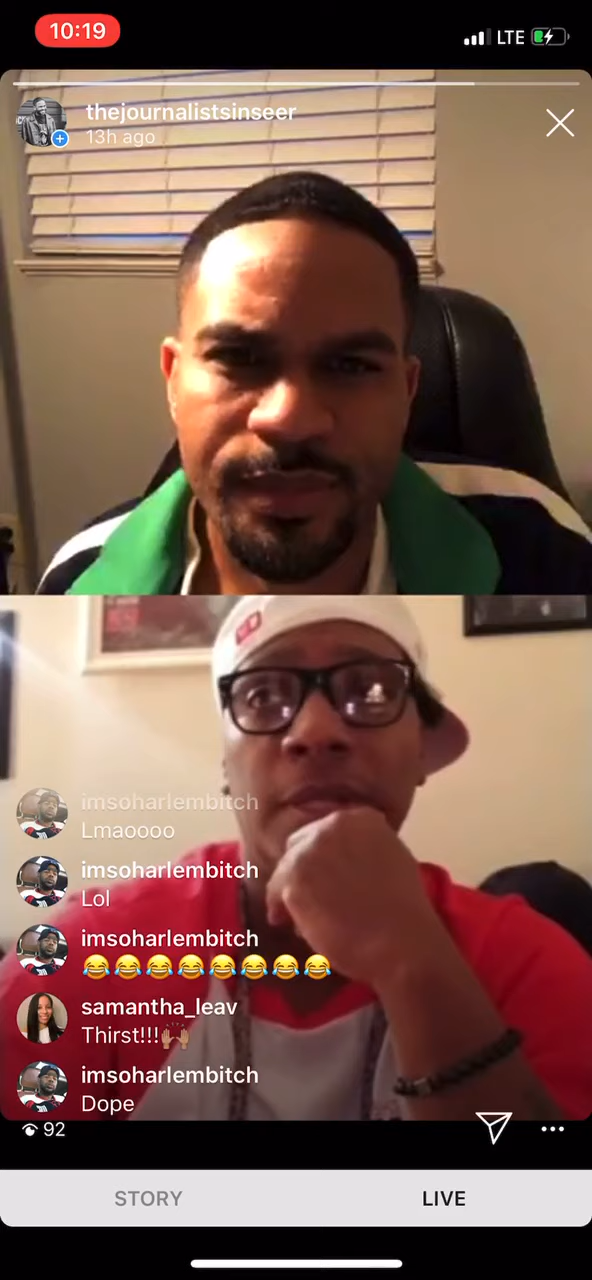 10:19
LTE
thejournalistsinseer
13h ago
imsoharlembitch
Lmaoooo
imsoharlembitch
Lol
imsoharlembitch
😂😂😂😂😂😂😂😂
samantha_leav
Thirst!!!🙌🏽
imsoharlembitch
Dope
92
STORY
LIVE